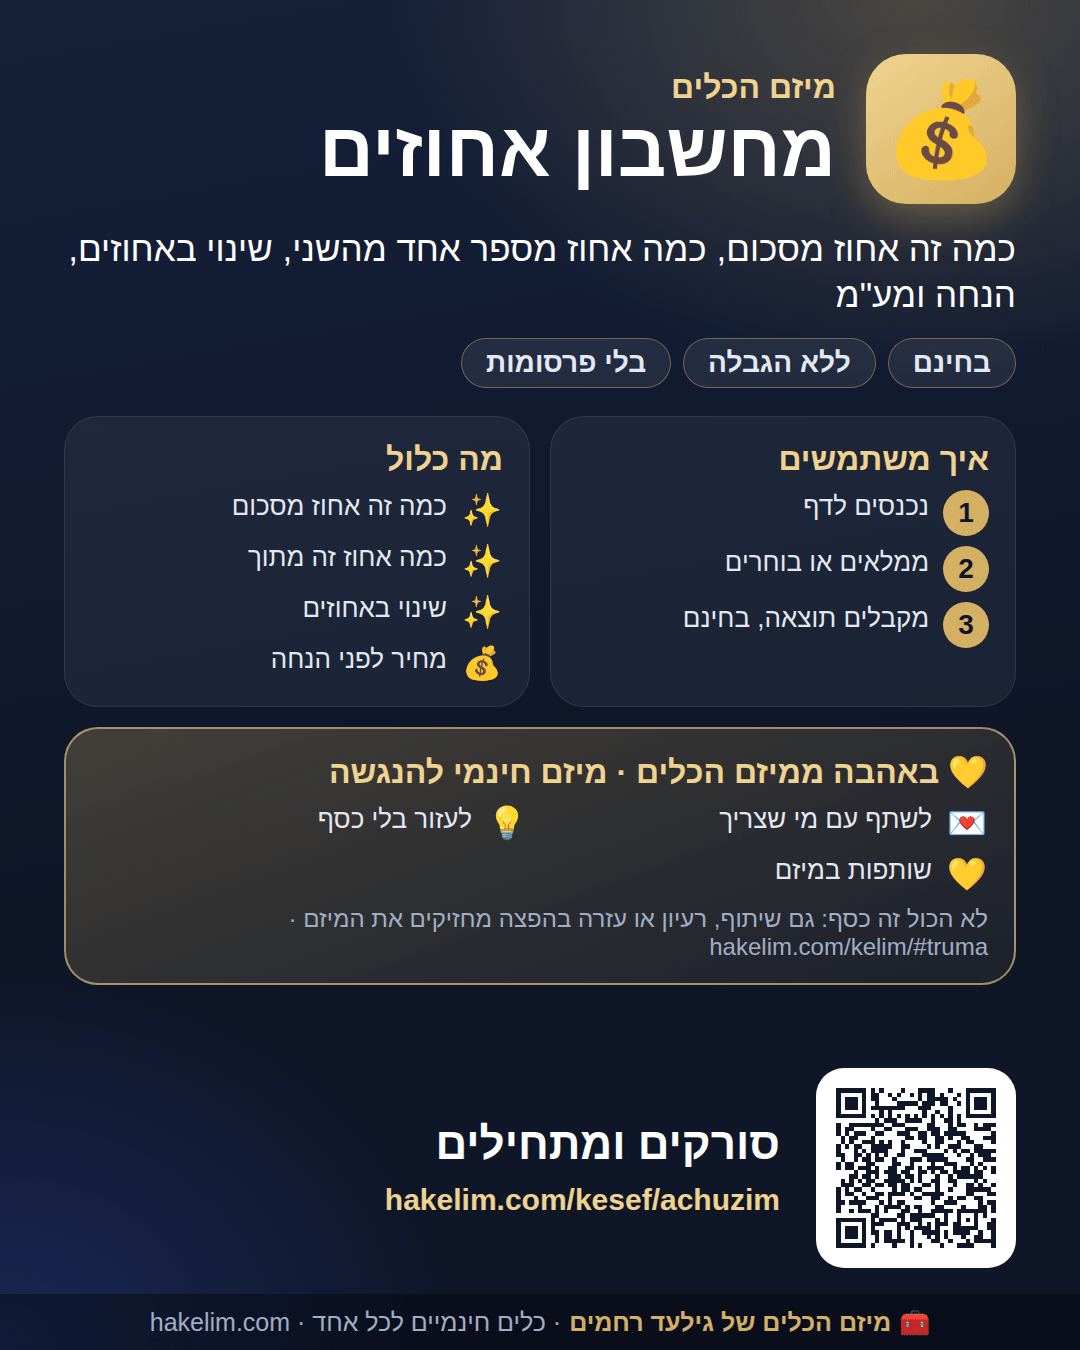 מיזם הכלים
מחשבון אחוזים
כמה זה אחוז מסכום, כמה אחוז מספר אחד מהשני, שינוי באחוזים,
הנחה ומע"מ
בחינם
ללא הגבלה
בלי פרסומות
איך משתמשים
1 נכנסים לדף
2 ממלאים או בוחרים
3 מקבלים תוצאה, בחינם
מה כלול
כמה זה אחוז מסכום
כמה אחוז זה מתוך
שינוי באחוזים
מחיר לפני הנחה
באהבה ממיזם הכלים · מיזם חינמי להנגשה
לשתף עם מי שצריך
לעזור בלי כסף
שותפות במיזם
לא הכול זה כסף: גם שיתוף, רעיון או עזרה בהפצה מחזיקים את המיזם ·
hakelim.com/kelim/#truma
סורקים ומתחילים
hakelim.com/kesef/achuzim
מיזם הכלים של גילעד רחמים · כלים חינמיים לכל אחד · hakelim.com